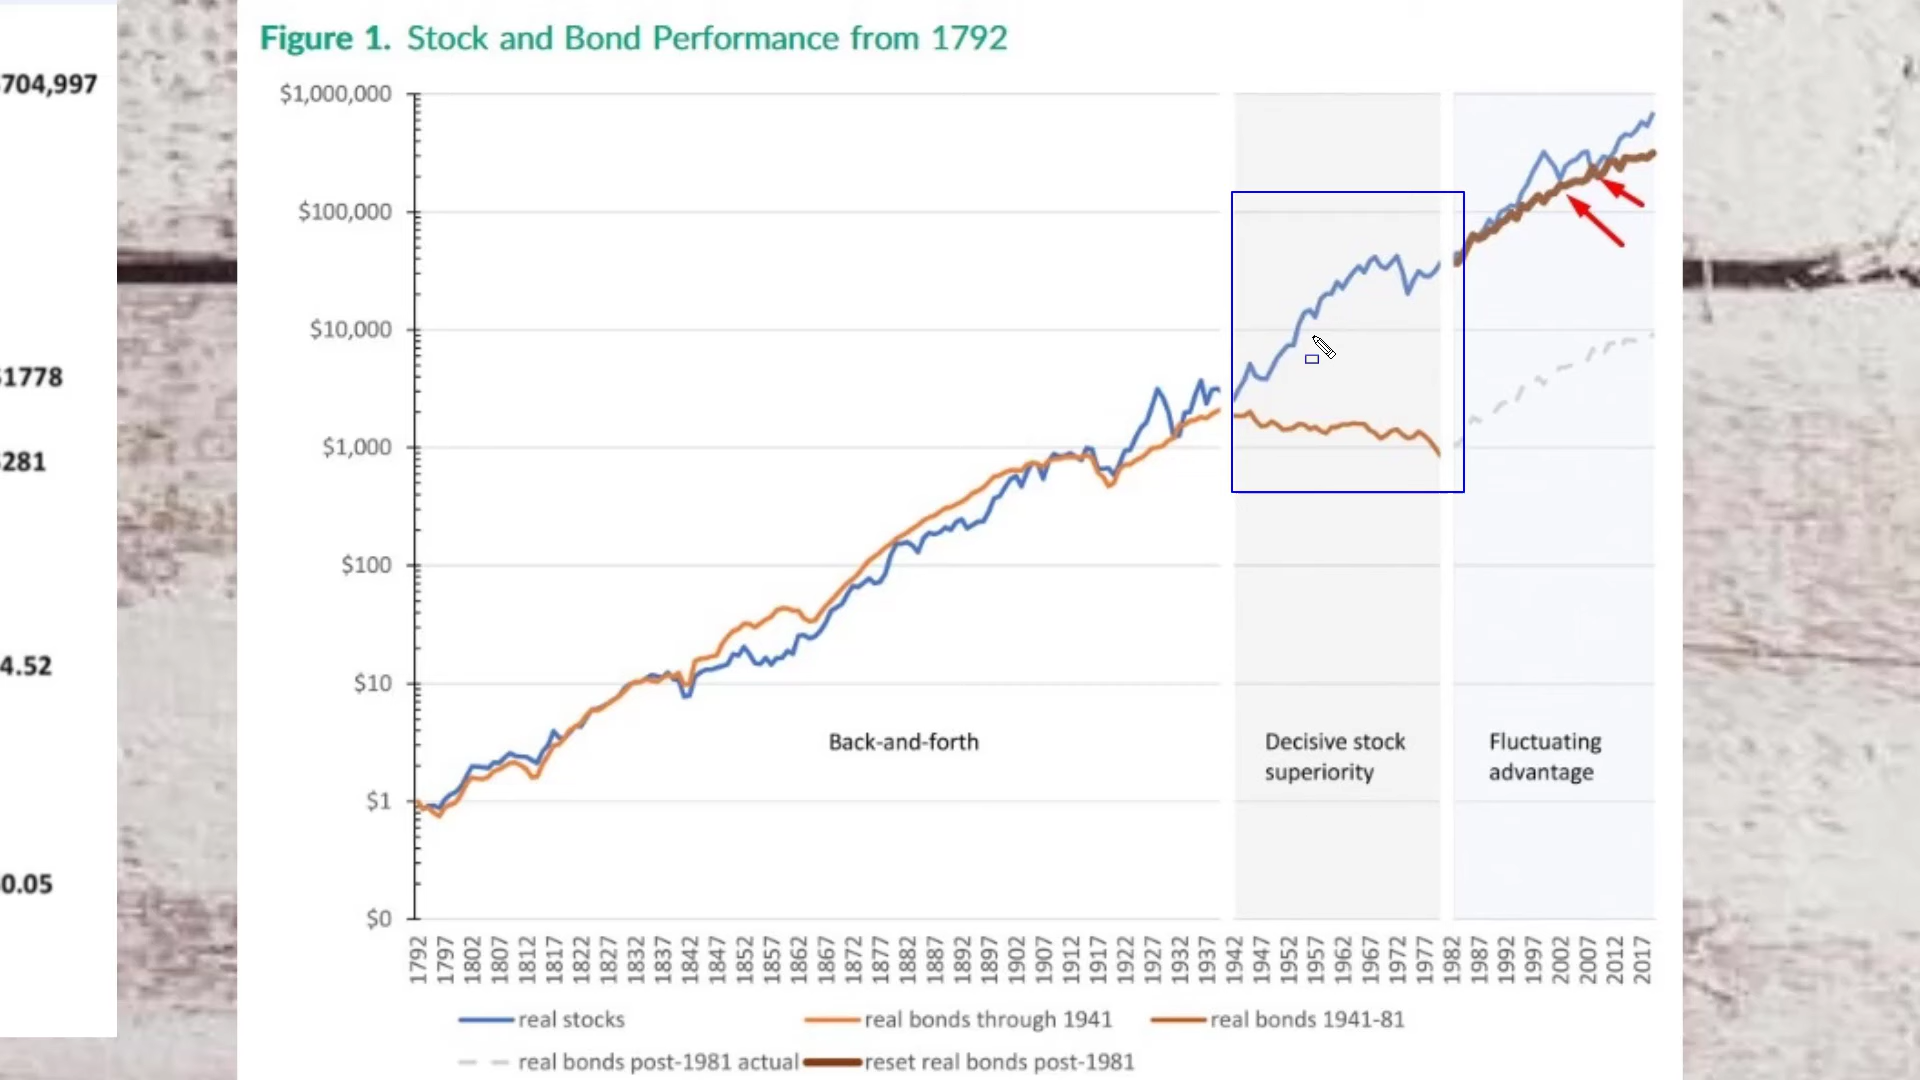 Figure 1. Stock and Bond Performance from 1792
704,997
1778
281
4.52
0.05
$1,000,000
$100,000
$10,000
$1,000
$100
$10
$1
$0
Back-and-forth
Decisive stock
superiority
Fluctuating
advantage
1792 1797 1802 1807 1812 1817 1822 1827 1832 1837 1842 1847 1852 1857 1862 1867 1872 1877 1882 1887 1892 1897 1902 1907 1912 1917 1922 1927 1932 1937 1942 1947 1952 1957 1962 1967 1972 1977 1982 1987 1992 1997 2002 2007 2012 2017
real stocks real bonds through 1941 real bonds 1941-81
real bonds post-1981 actual reset real bonds post-1981